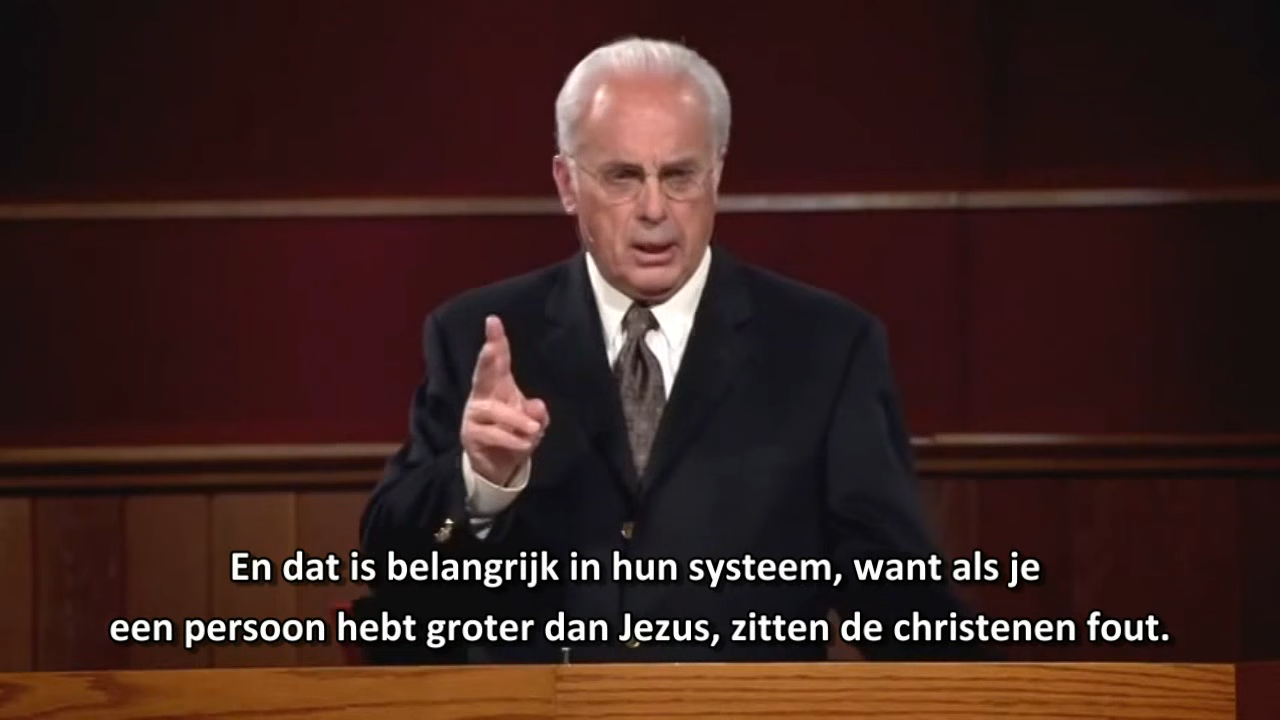 En dat is belangrijk in hun systeem, want als je
een persoon hebt groter dan Jezus, zitten de christenen fout.